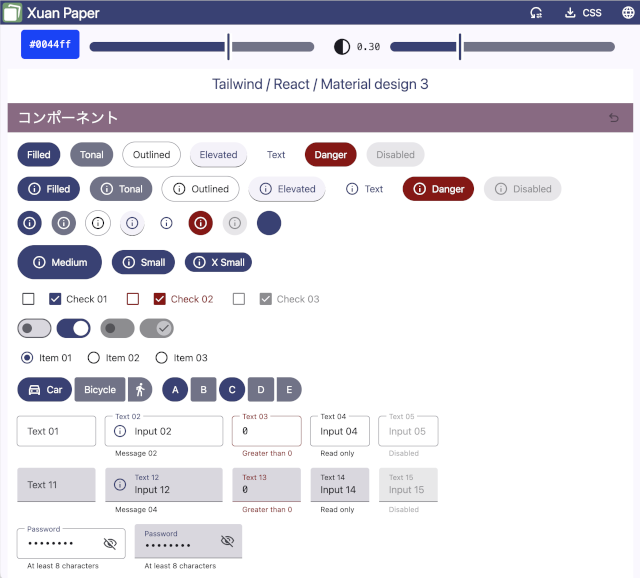 Xuan Paper CSS
#0044ff 0.30
Tailwind / React / Material design 3
コンポーネント
Filled Tonal Outlined Elevated Text Danger Disabled
Filled Tonal Outlined Elevated Text Danger Disabled
Medium Small X Small
Check 01 Check 02 Check 03
Item 01 Item 02 Item 03
Car Bicycle A B C D E
Text 02 Text 03 Text 04 Text 05
Text 01 Input 02 0 Input 04 Input 05
Message 02 Greater than 0 Read only Disabled
Text 12 Text 13 Text 14 Text 15
Text 11 Input 12 0 Input 14 Input 15
Message 04 Greater than 0 Read only Disabled
Password Password
•••••••• ••••••••
At least 8 characters At least 8 characters